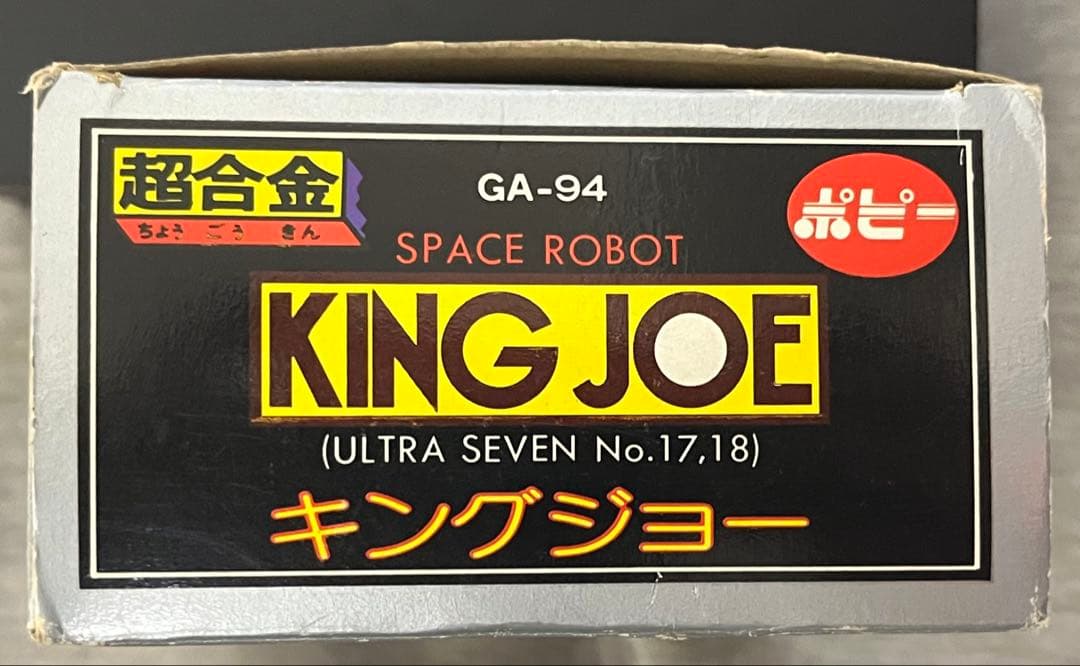 超合金
ちょうごうきん
GA-94
ポピー
SPACE ROBOT
KING JOE
(ULTRA SEVEN No.17,18)
キングジョー